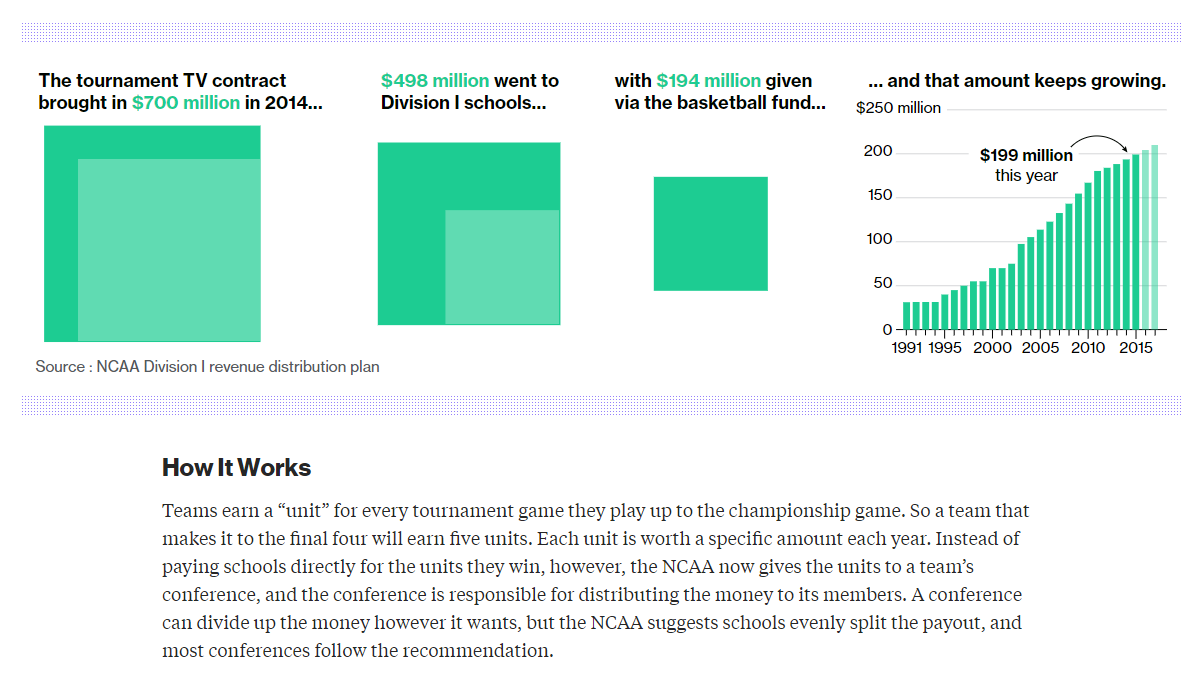 The tournament TV contract
brought in $700 million in 2014...
$498 million went to
Division I schools...
with $194 million given
via the basketball fund...
... and that amount keeps growing.
$250 million
200
150
100
50
0
$199 million
this year
1991 1995 2000 2005 2010 2015
Source : NCAA Division I revenue distribution plan
How It Works
Teams earn a “unit” for every tournament game they play up to the championship game. So a team that
makes it to the final four will earn five units. Each unit is worth a specific amount each year. Instead of
paying schools directly for the units they win, however, the NCAA now gives the units to a team’s
conference, and the conference is responsible for distributing the money to its members. A conference
can divide up the money however it wants, but the NCAA suggests schools evenly split the payout, and
most conferences follow the recommendation.